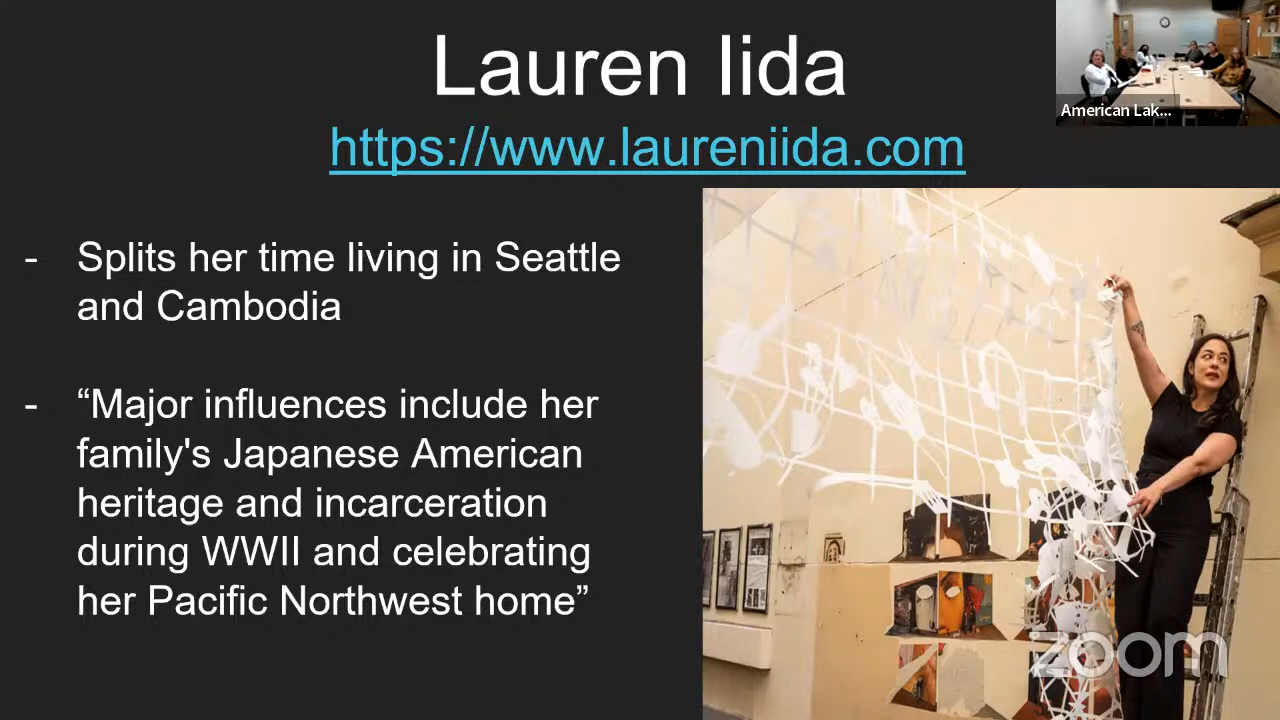 Lauren Iida
https://www.laureniida.com
American Lak...
- Splits her time living in Seattle
and Cambodia
- “Major influences include her
family's Japanese American
heritage and incarceration
during WWII and celebrating
her Pacific Northwest home”
zoom